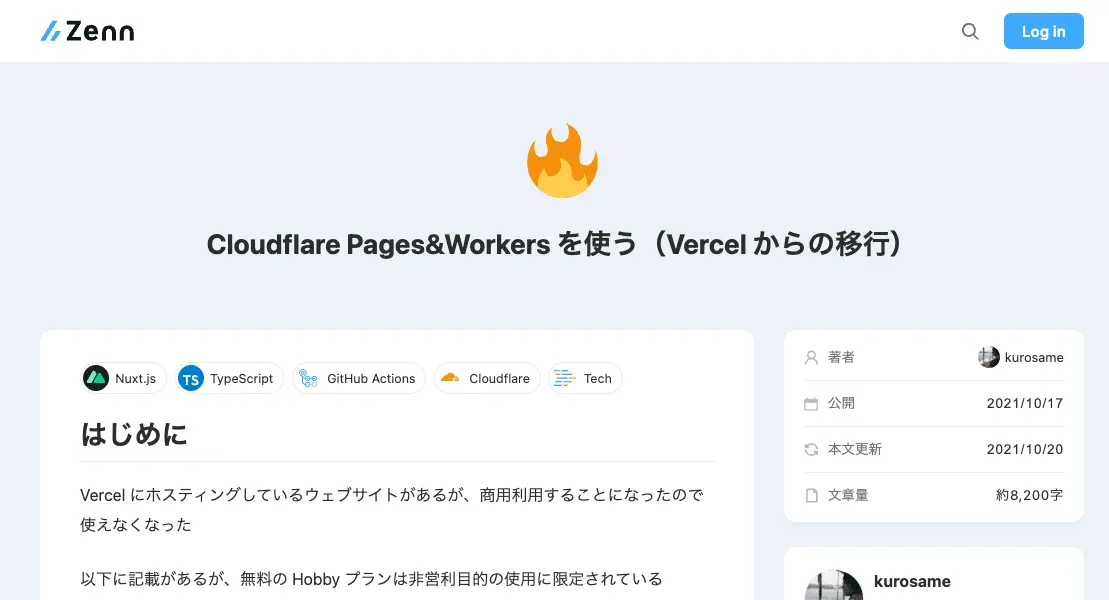 Zenn
Log in
Cloudflare Pages&Workers を使う（Vercel からの移行）
Nuxt.js
TS TypeScript
GitHub Actions
Cloudflare
Tech
はじめに
Vercel にホスティングしているウェブサイトがあるが、商用利用することになったので
使えなくなった
以下に記載があるが、無料の Hobby プランは非営利目的の使用に限定されている
著者 kurosame
公開 2021/10/17
本文更新 2021/10/20
文章量 約8,200字
kurosame